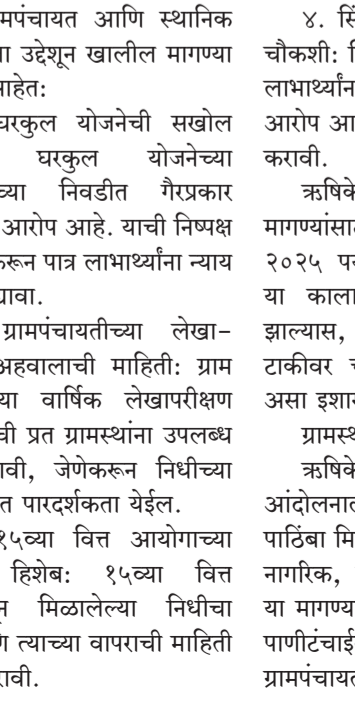 मपंचायत आणि स्थानिक
ा उद्देशून खालील मागण्या
ाहेत:
घरकुल योजनेची सखोल
घरकुल योजनेच्या
च्या निवडीत गैरप्रकार
आरोप आहे. याची निष्पक्ष
करून पात्र लाभार्थ्यांना न्याय
द्यावा.
ग्रामपंचायतीच्या लेखा-
अहवालाची माहिती: ग्राम
या वार्षिक लेखापरीक्षण
ची प्रत ग्रामस्थांना उपलब्ध
ावी, जेणेकरून निधीच्या
त पारदर्शकता येईल.
१५व्या वित्त आयोगाच्या
हिशेब: १५व्या वित्त
न मिळालेल्या निधीचा
णि त्याच्या वापराची माहिती
रावी.
४. सिं
चौकशी: वि
लाभार्थ्यांन
आरोप आ
करावी.
ऋषिके
मागण्यांसाठ
२०२५ पर
या काला
झाल्यास,
टाकीवर च
असा इशार
ग्रामस्थ
ऋषिके
आंदोलनाल
पाठिंबा मि
नागरिक,
या मागण्या
पाणीटंचाई
ग्रामपंचायत